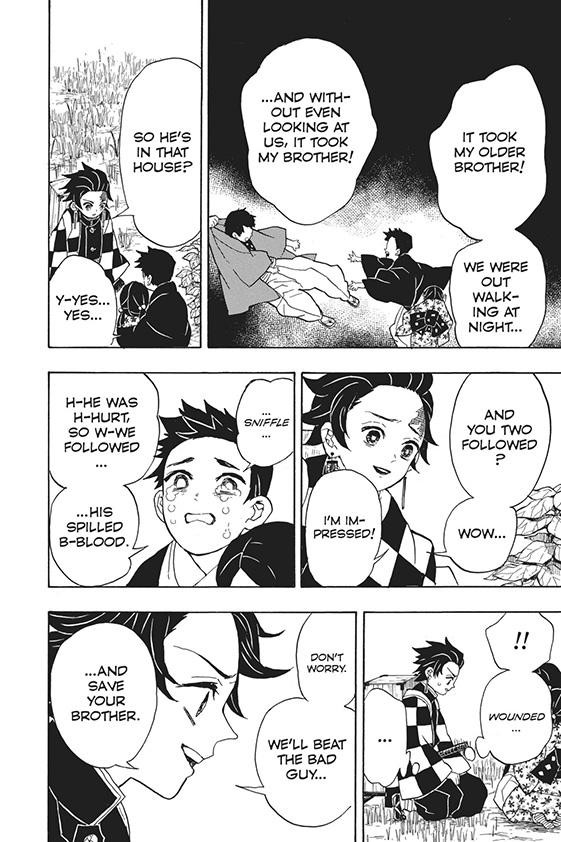 IT TOOK
MY OLDER
BROTHER!
WE WERE
OUT
WALK-
ING AT
NIGHT...
...AND WITH-
OUT EVEN
LOOKING AT
US, IT TOOK
MY BROTHER!
SO HE'S
IN THAT
HOUSE?
Y-YES...
YES...
AND
YOU TWO
FOLLOWED
?
WOW...
I'M IM-
PRESSED!
...
SNIFFLE
...
H-HE WAS
H-HURT,
SO W-WE
FOLLOWED
...
...HIS
SPILLED
B-BLOOD.
!!
WOUNDED
...
...
DON'T
WORRY.
WE'LL BEAT
THE BAD
GUY...
...AND
SAVE
YOUR
BROTHER.